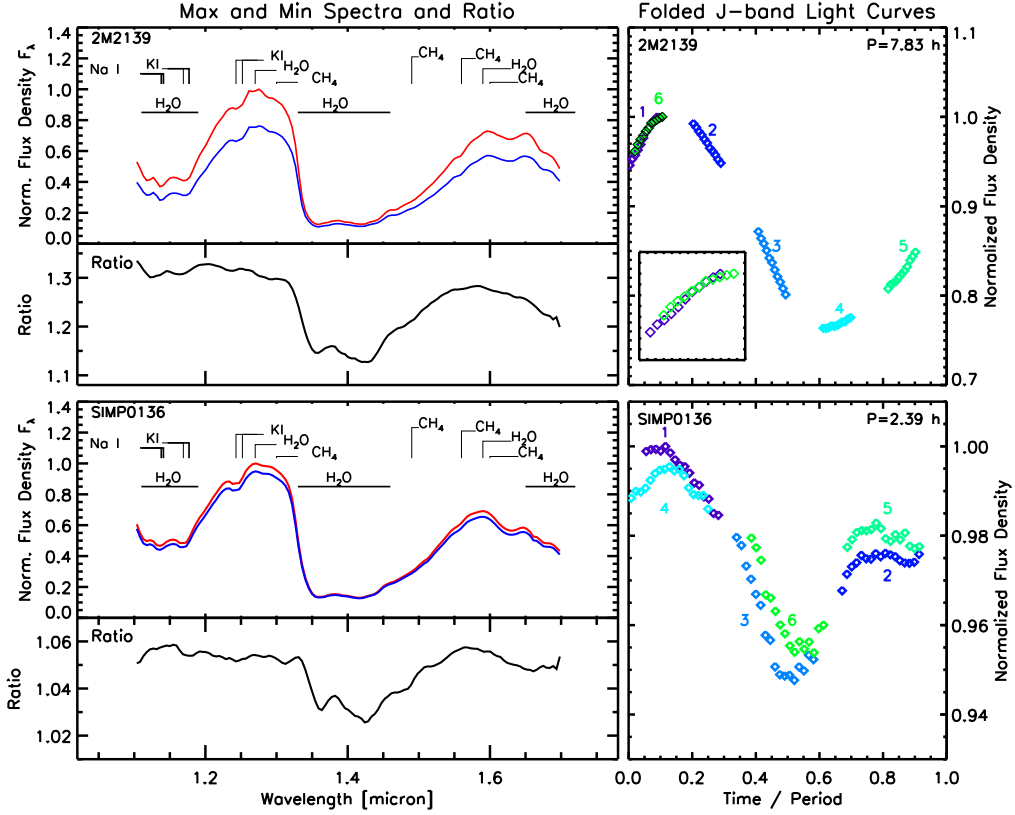 Max and Min Spectra and Ratio
Folded J-band Light Curves
2M2139
Na I
KI
H₂O
KI
H₂O
CH₄
H₂O
CH₄
CH₄
H₂O
CH₄
H₂O
Norm. Flux Density F_λ
1.4
1.2
1.0
0.8
0.6
0.4
0.2
0.0
Ratio
Ratio
1.3
1.2
1.1
2M2139
P=7.83 h
1
6
2
3
4
5
1.1
1.0
0.9
0.8
0.7
Normalized Flux Density
SIMP0136
Na I
KI
H₂O
KI
H₂O
CH₄
H₂O
CH₄
CH₄
H₂O
CH₄
H₂O
Norm. Flux Density F_λ
1.4
1.2
1.0
0.8
0.6
0.4
0.2
0.0
Ratio
Ratio
1.06
1.04
1.02
1.2
1.4
1.6
Wavelength [micron]
SIMP0136
P=2.39 h
1
4
3
6
5
2
1.00
0.98
0.96
0.94
Normalized Flux Density
0.0
0.2
0.4
0.6
0.8
1.0
Time / Period